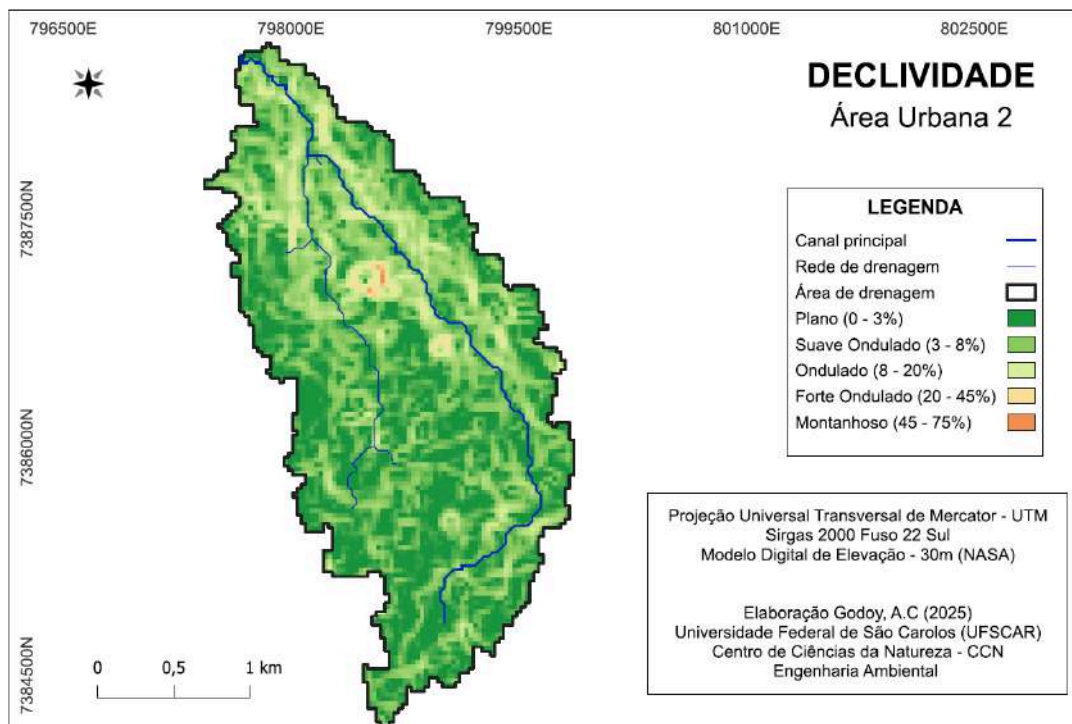 796500E
798000E
799500E
801000E
802500E
DECLIVIDADE
Área Urbana 2
7387500N
7386000N
7384500N
LEGENDA
Canal principal
Rede de drenagem
Área de drenagem
Plano (0 - 3%)
Suave Ondulado (3 - 8%)
Ondulado (8 - 20%)
Forte Ondulado (20 - 45%)
Montanhoso (45 - 75%)
Projeção Universal Transversal de Mercator - UTM
Sirgas 2000 Fuso 22 Sul
Modelo Digital de Elevação - 30m (NASA)
Elaboração Godoy, A.C (2025)
Universidade Federal de São Carolos (UFSCAR)
Centro de Ciências da Natureza - CCN
Engenharia Ambiental
0 0,5 1 km